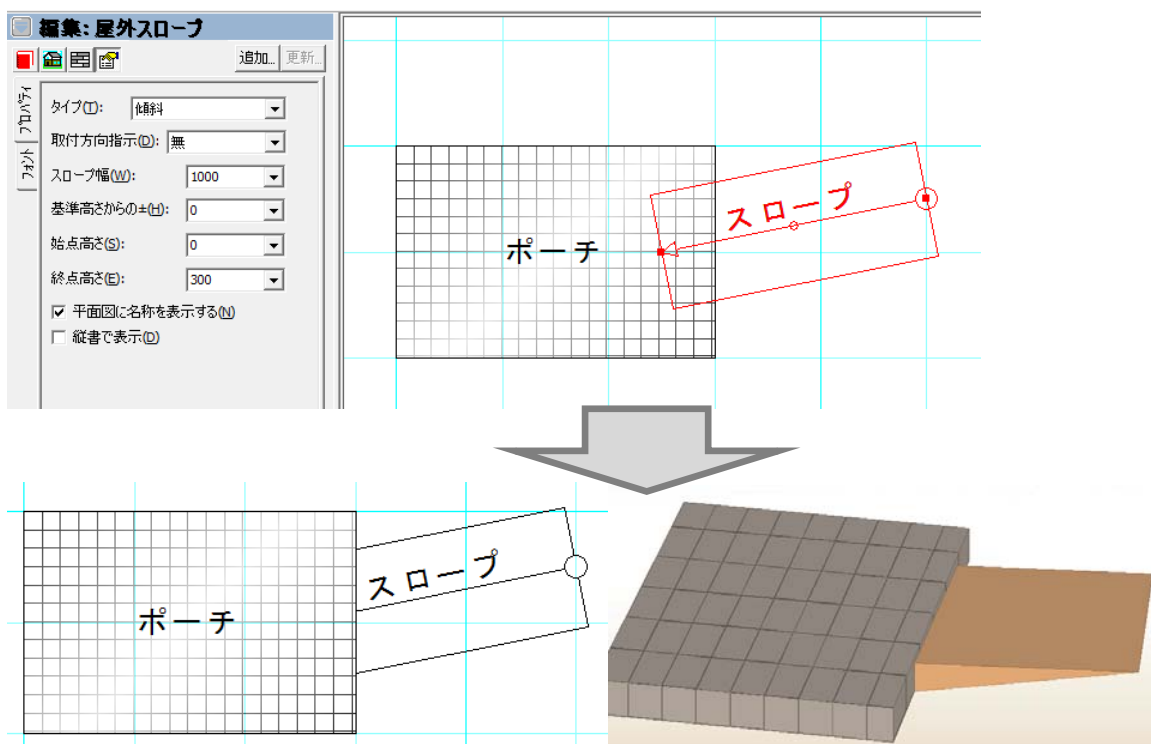 編集: 屋外スロープ
追加... 更新...
プロパティ
フォント
タイプ(T): 傾斜
取付方向指示(D): 無
スロープ幅(W): 1000
基準高さからの±(H): 0
始点高さ(S): 0
終点高さ(E): 300
平面図に名称を表示する(N)
縦書で表示(D)
スロープ
ポーチ
スロープ
ポーチ